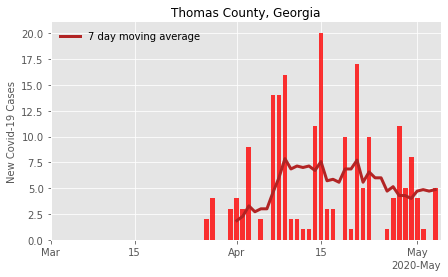 Thomas County, Georgia
7 day moving average
New Covid-19 Cases
20.0
17.5
15.0
12.5
10.0
7.5
5.0
2.5
0.0
Mar
15
Apr
15
May
2020-May